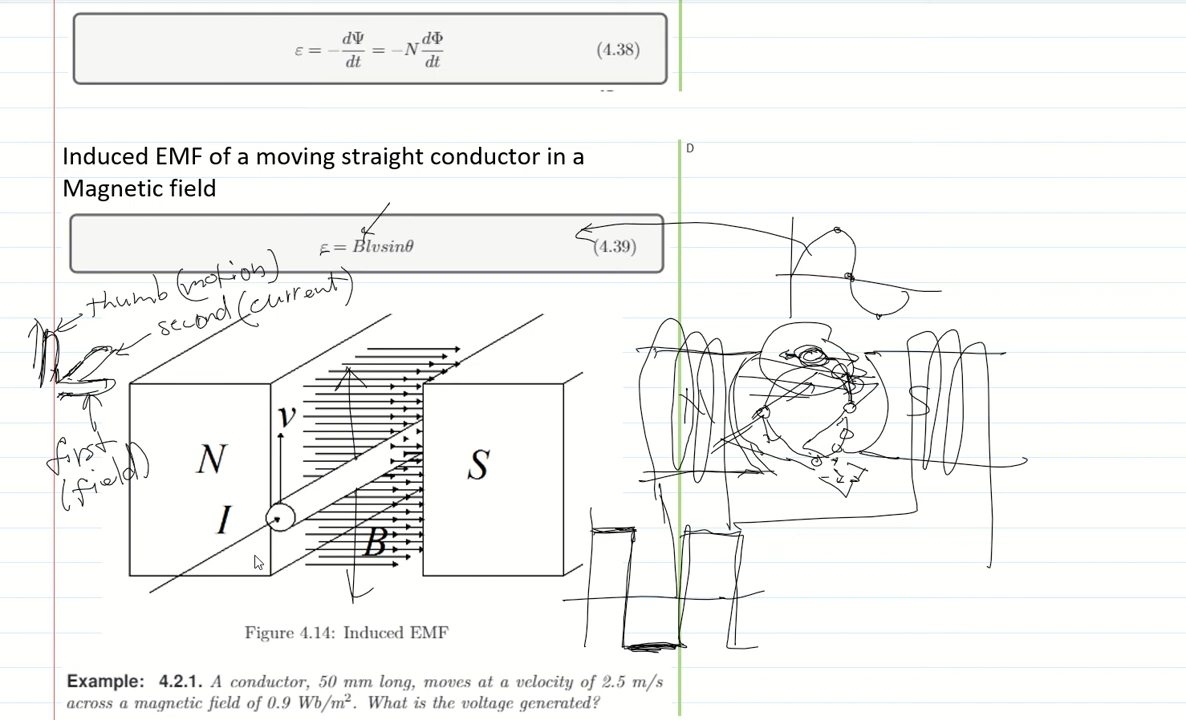 ε = − dΨ/dt = −N dΦ/dt (4.38)
Induced EMF of a moving straight conductor in a
Magnetic field
D
ε = Blvsinθ (4.39)
thumb (motion)
second (current)
first
(field)
N
S
v
I
B
N
S
Figure 4.14: Induced EMF
Example: 4.2.1. A conductor, 50 mm long, moves at a velocity of 2.5 m/s
across a magnetic field of 0.9 Wb/m². What is the voltage generated?